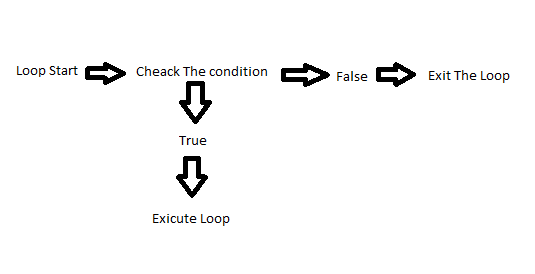 Loop Start
Cheack The condition
False
Exit The Loop
True
Exicute Loop